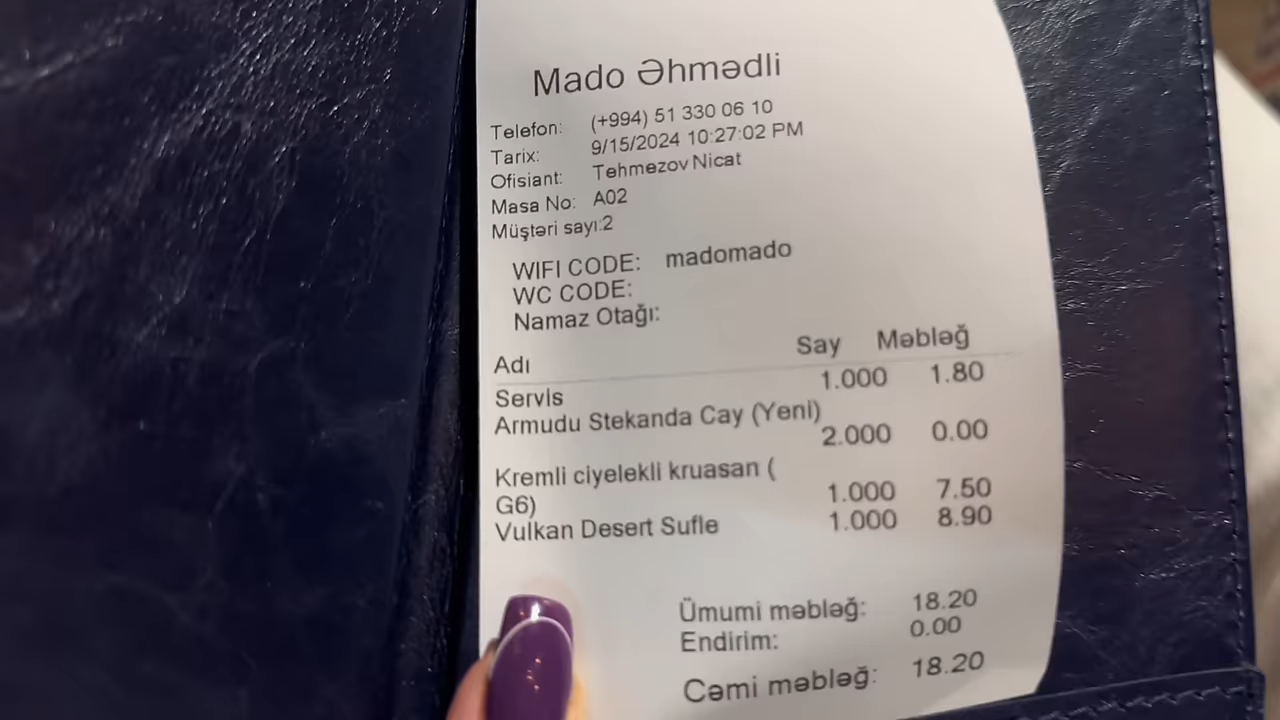 Mado Əhmədli
Telefon: (+994) 51 330 06 10
Tarix: 9/15/2024 10:27:02 PM
Ofisiant: Tehmezov Nicat
Masa No: A02
Müştəri sayı:2
WIFI CODE: madomado
WC CODE:
Namaz Otağı:
Adı Say Məbləğ
Servis 1.000 1.80
Armudu Stekanda Cay (Yeni)
2.000 0.00
Kremli ciyelekli kruasan (
G6) 1.000 7.50
Vulkan Desert Sufle 1.000 8.90
Ümumi məbləğ: 18.20
Endirim: 0.00
Cəmi məbləğ: 18.20